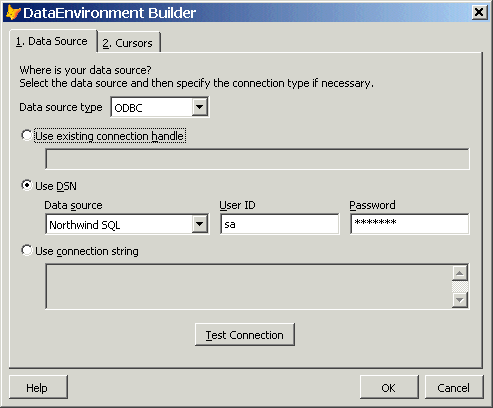 DataEnvironment Builder
1. Data Source
2. Cursors
Where is your data source?
Select the data source and then specify the connection type if necessary.
Data source type ODBC
Use existing connection handle
Use DSN
Data source User ID Password
Northwind SQL sa *******
Use connection string
Test Connection
Help OK Cancel